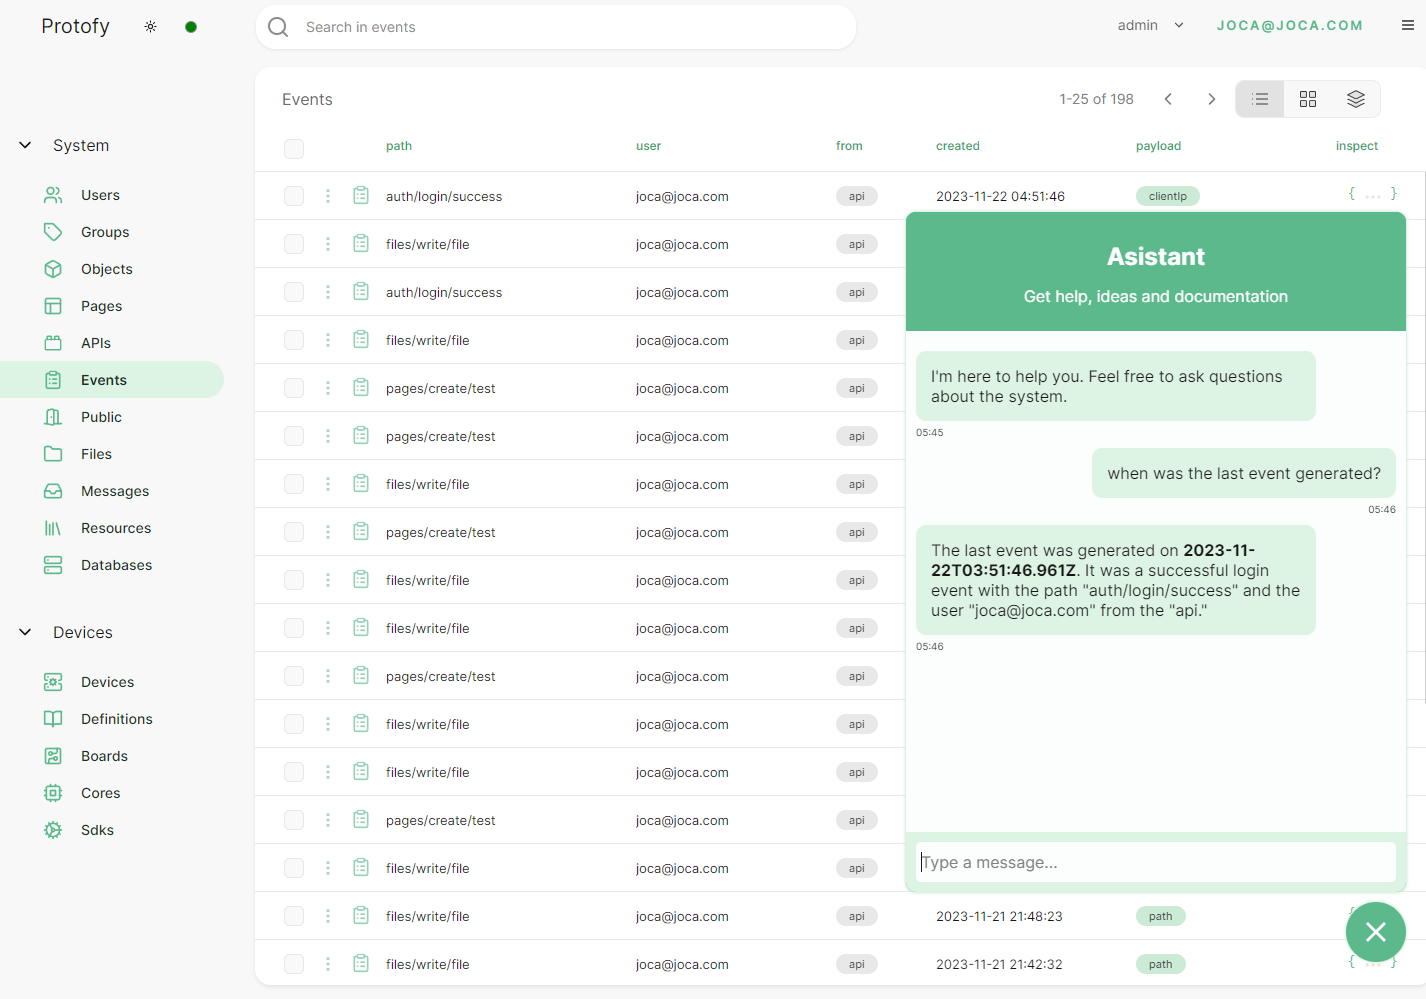 Protofy
Search in events
admin
JOCA@JOCA.COM
Events
1-25 of 198
path user from created payload inspect
auth/login/success joca@joca.com api 2023-11-22 04:51:46 clientIp { ... }
files/write/file joca@joca.com api
auth/login/success joca@joca.com api
files/write/file joca@joca.com api
pages/create/test joca@joca.com api
pages/create/test joca@joca.com api
files/write/file joca@joca.com api
pages/create/test joca@joca.com api
files/write/file joca@joca.com api
files/write/file joca@joca.com api
pages/create/test joca@joca.com api
files/write/file joca@joca.com api
files/write/file joca@joca.com api
pages/create/test joca@joca.com api
files/write/file joca@joca.com api
files/write/file joca@joca.com api 2023-11-21 21:48:23 path
files/write/file joca@joca.com api 2023-11-21 21:42:32 path { ... }
System
Users
Groups
Objects
Pages
APIs
Events
Public
Files
Messages
Resources
Databases
Devices
Devices
Definitions
Boards
Cores
Sdks
Asistant
Get help, ideas and documentation
I'm here to help you. Feel free to ask questions
about the system.
05:45
when was the last event generated?
05:46
The last event was generated on 2023-11-
22T03:51:46.961Z. It was a successful login
event with the path "auth/login/success" and the
user "joca@joca.com" from the "api."
05:46
Type a message...